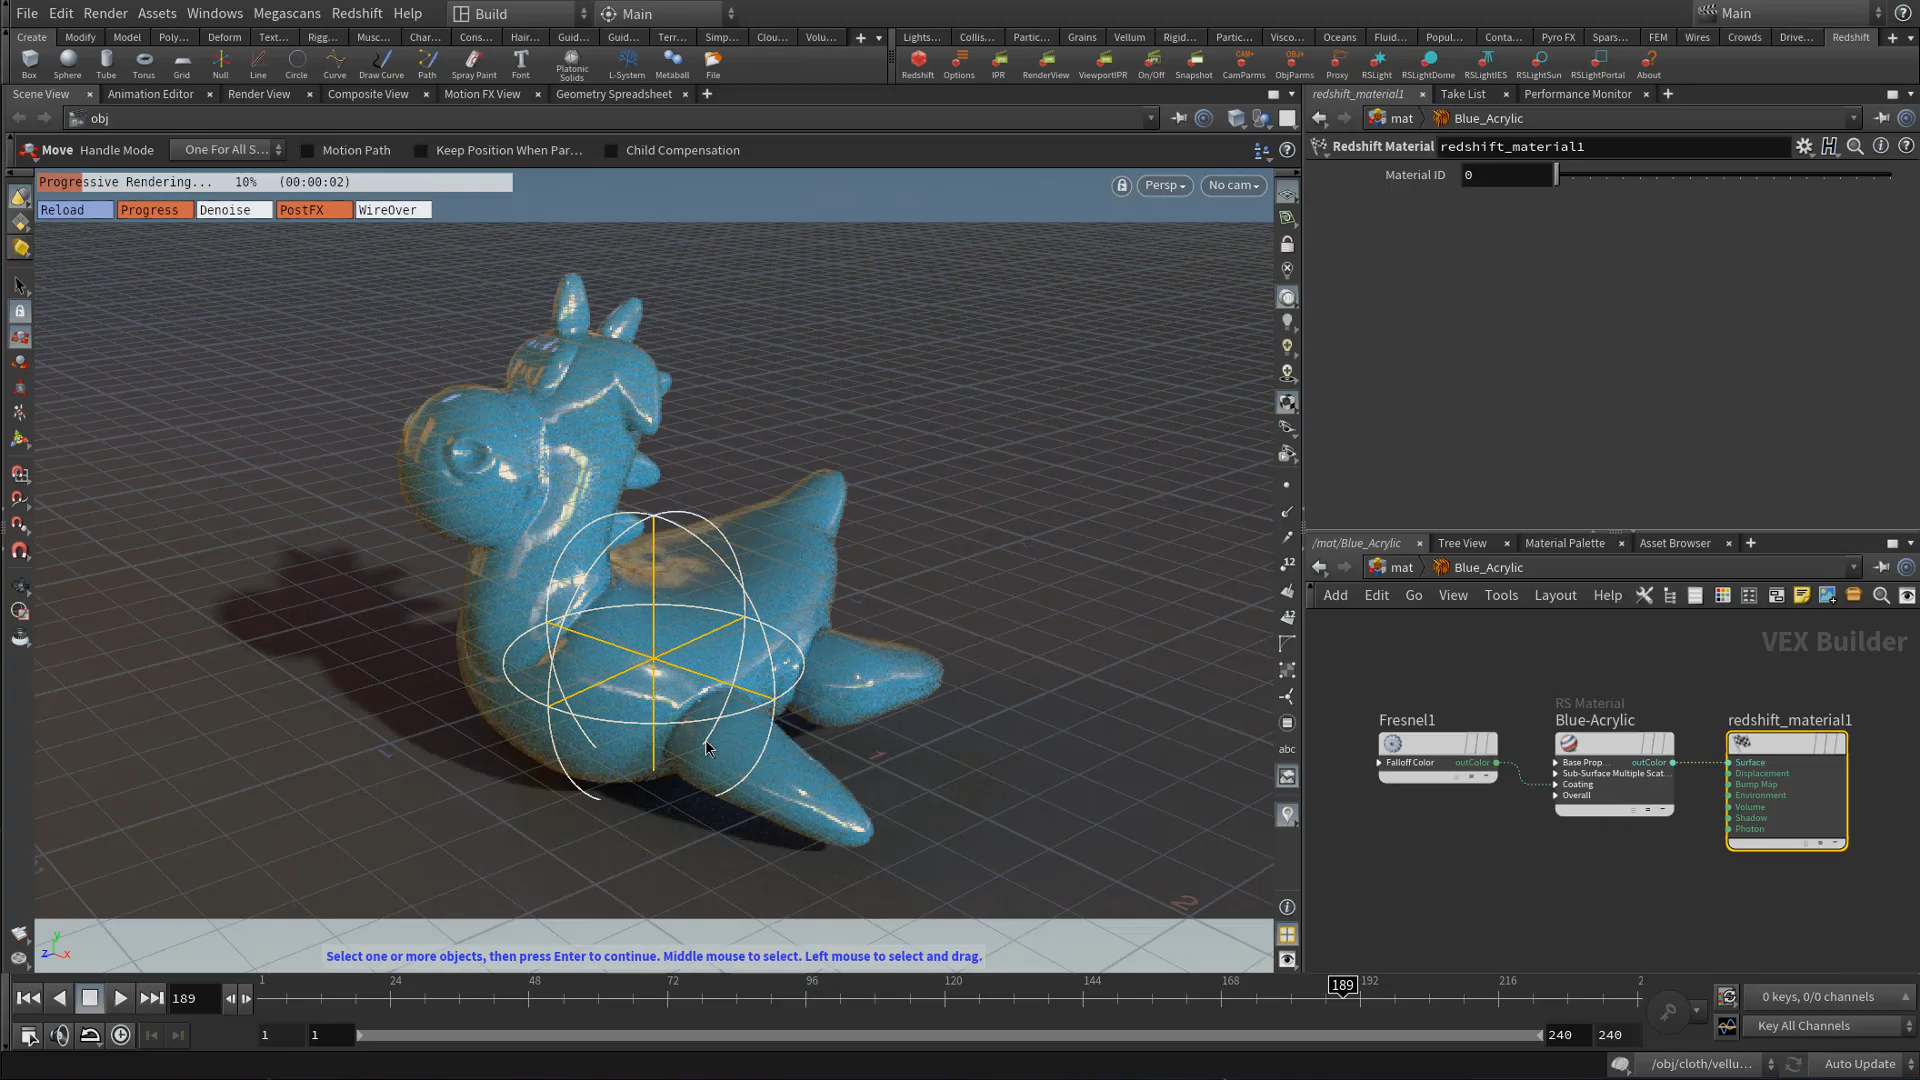 File Edit Render Assets Windows Megascans Redshift Help Build Main Main
Create Modify Model Poly... Deform Text... Rigg... Musc... Char... Cons... Hair... Guid... Guid... Terr... Simp... Clou... Volu... Lights... Collis... Partic... Grains Vellum Rigid... Partic... Visco... Oceans Fluid... Popul... Conta... Pyro FX Spars... FEM Wires Crowds Drive... Redshift
Box Sphere Tube Torus Grid Null Line Circle Curve Draw Curve Path Spray Paint Font Platonic Solids L-System Metaball File Redshift Options IPR RenderView ViewportIPR On/Off Snapshot CamParms ObjParms Proxy RSLight RSLightDome RSLightIES RSLightSun RSLightPortal About
CAM+ OBJ+
Scene View Animation Editor Render View Composite View Motion FX View Geometry Spreadsheet redshift_material1 Take List Performance Monitor
obj mat Blue_Acrylic
Move Handle Mode One For All S... Motion Path Keep Position When Par... Child Compensation Redshift Material redshift_material1
Material ID 0
Progressive Rendering... 10% (00:00:02) Persp No cam
Reload Progress Denoise PostFX WireOver
12
12
abc
/mat/Blue_Acrylic Tree View Material Palette Asset Browser
mat Blue_Acrylic
Add Edit Go View Tools Layout Help
VEX Builder
RS Material
Fresnel1 Blue-Acrylic redshift_material1
Falloff Color outColor Base Prop... outColor Surface
Sub-Surface Multiple Scat... Displacement
Coating Bump Map
Overall Environment
Volume
Shadow
Photon
y
z x
Select one or more objects, then press Enter to continue. Middle mouse to select. Left mouse to select and drag.
1 24 48 72 96 120 144 168 189 192 216 2
189 0 keys, 0/0 channels
1 1 240 240 Key All Channels
/obj/cloth/vellu... Auto Update